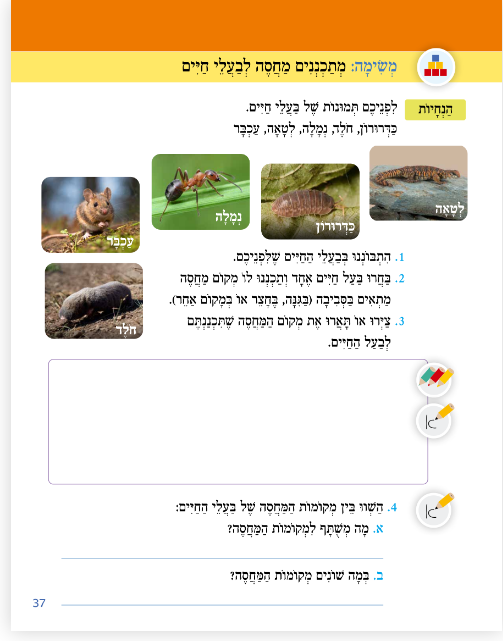 מְשִׂימָה: מְתַכְנְנִים מַחֲסֶה לְבַעֲלֵי חַיִּים
הַנְחָיוֹת
לִפְנֵיכֶם תְּמוּנוֹת שֶׁל בַּעֲלֵי חַיִּים.
כַּדְּרוּרוֹן, חֹלֶד, נְמָלָה, לְטָאָה, עַכְבָּר
לְטָאָה
כַּדְּרוּרוֹן
נְמָלָה
עַכְבָּר
חֹלֶד
1. הִתְבּוֹנְנוּ בְּבַעֲלֵי הַחַיִּים שֶׁלִּפְנֵיכֶם.
2. בַּחֲרוּ בַּעַל חַיִּים אֶחָד וְתַכְנְנוּ לוֹ מְקוֹם מַחֲסֶה
מַתְאִים בַּסְּבִיבָה (בַּגִּנָּה, בֶּחָצֵר אוֹ בְּמָקוֹם אַחֵר).
3. צַיְּרוּ אוֹ תָּאֲרוּ אֶת מְקוֹם הַמַּחֲסֶה שֶׁתִּכְנַנְתֶּם
לְבַעַל הַחַיִּים.
4. הַשְׁווּ בֵּין מְקוֹמוֹת הַמַּחֲסֶה שֶׁל בַּעֲלֵי הַחַיִּים:
א. מָה מְשֻׁתָּף לִמְקוֹמוֹת הַמַּחֲסֶה?
ב. בְּמָה שׁוֹנִים מְקוֹמוֹת הַמַּחֲסֶה?
37